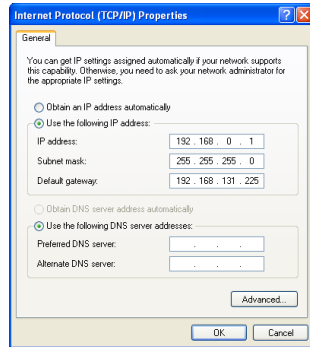 Internet Protocol (TCP/IP) Properties
General
You can get IP settings assigned automatically if your network supports
this capability. Otherwise, you need to ask your network administrator for
the appropriate IP settings.
Obtain an IP address automatically
Use the following IP address:
IP address: 192 . 168 . 0 . 1
Subnet mask: 255 . 255 . 255 . 0
Default gateway: 192 . 168 . 131 . 225
Obtain DNS server address automatically
Use the following DNS server addresses:
Preferred DNS server: . . .
Alternate DNS server: . . .
Advanced...
OK Cancel